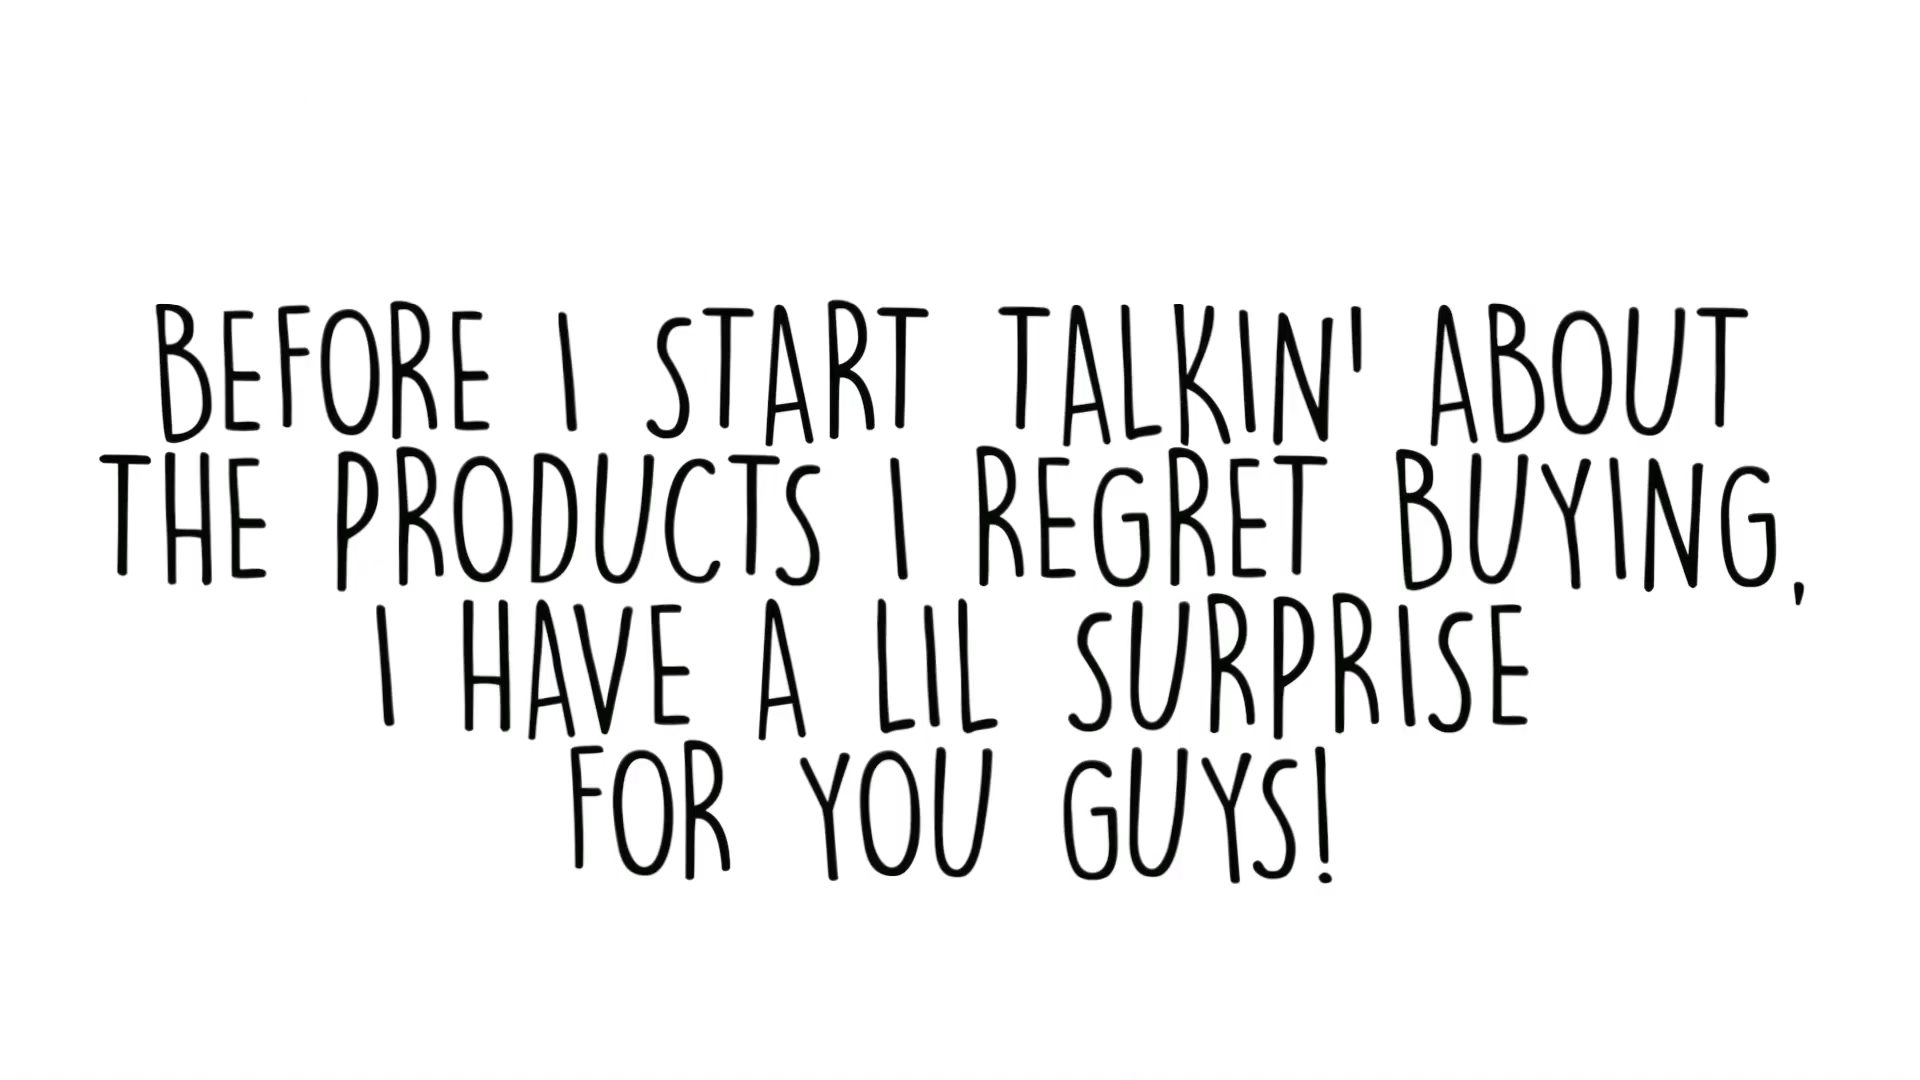 BEFORE I START TALKIN' ABOUT
THE PRODUCTS I REGRET BUYING,
I HAVE A LIL SURPRISE
FOR YOU GUYS!